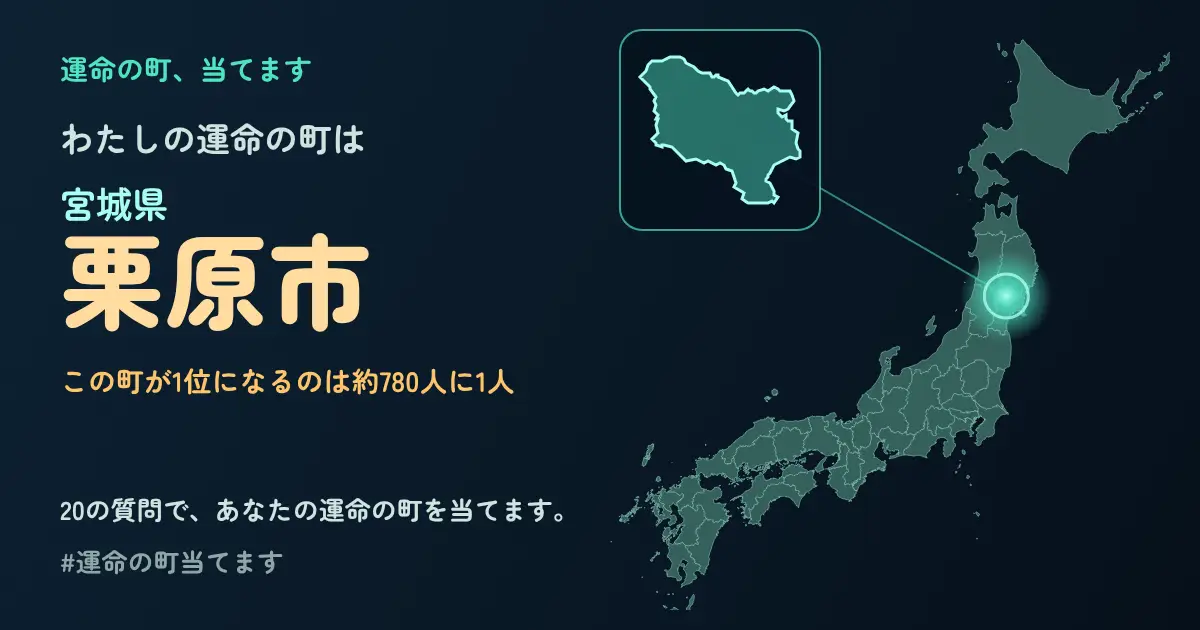 運命の町、当てます
わたしの運命の町は
宮城県
栗原市
この町が1位になるのは約780人に1人
20の質問で、あなたの運命の町を当てます。
#運命の町当てます